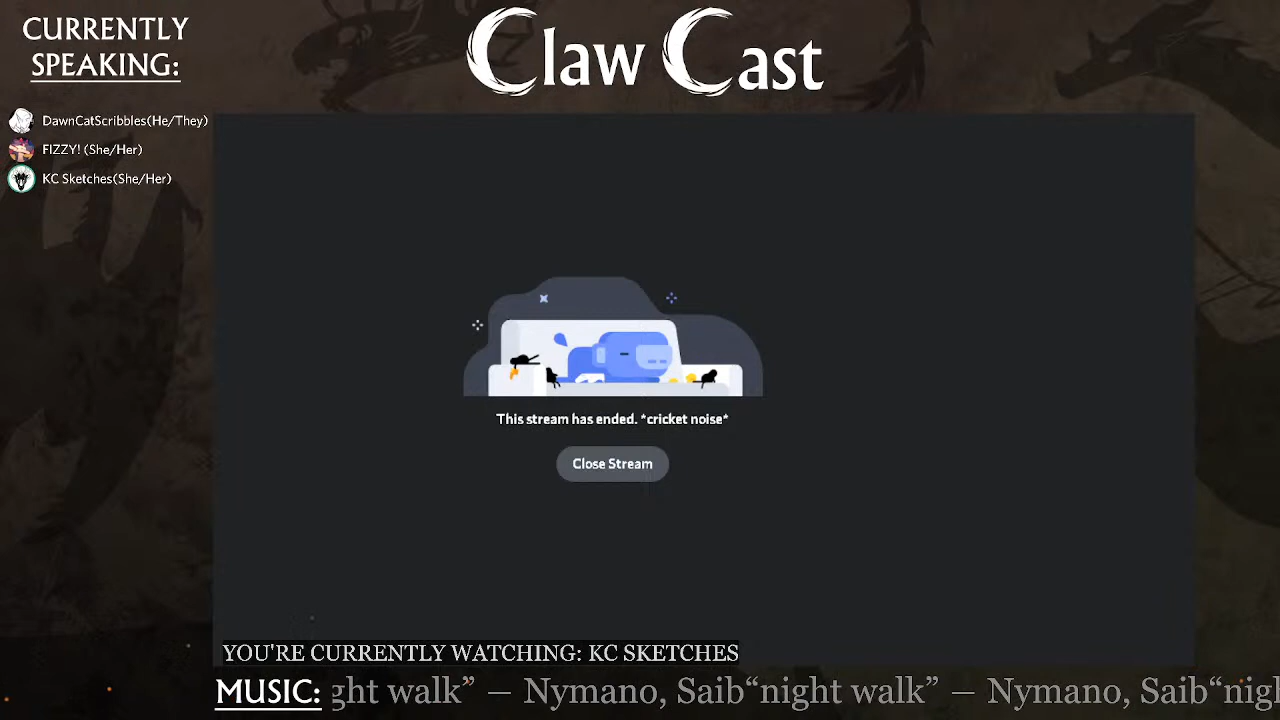 CURRENTLY
SPEAKING:
Claw Cast
DawnCatScribbles(He/They)
FIZZY! (She/Her)
KC Sketches(She/Her)
This stream has ended. *cricket noise*
Close Stream
YOU'RE CURRENTLY WATCHING: KC SKETCHES
MUSIC: ght walk” — Nymano, Saib“night walk” — Nymano, Saib“nigh